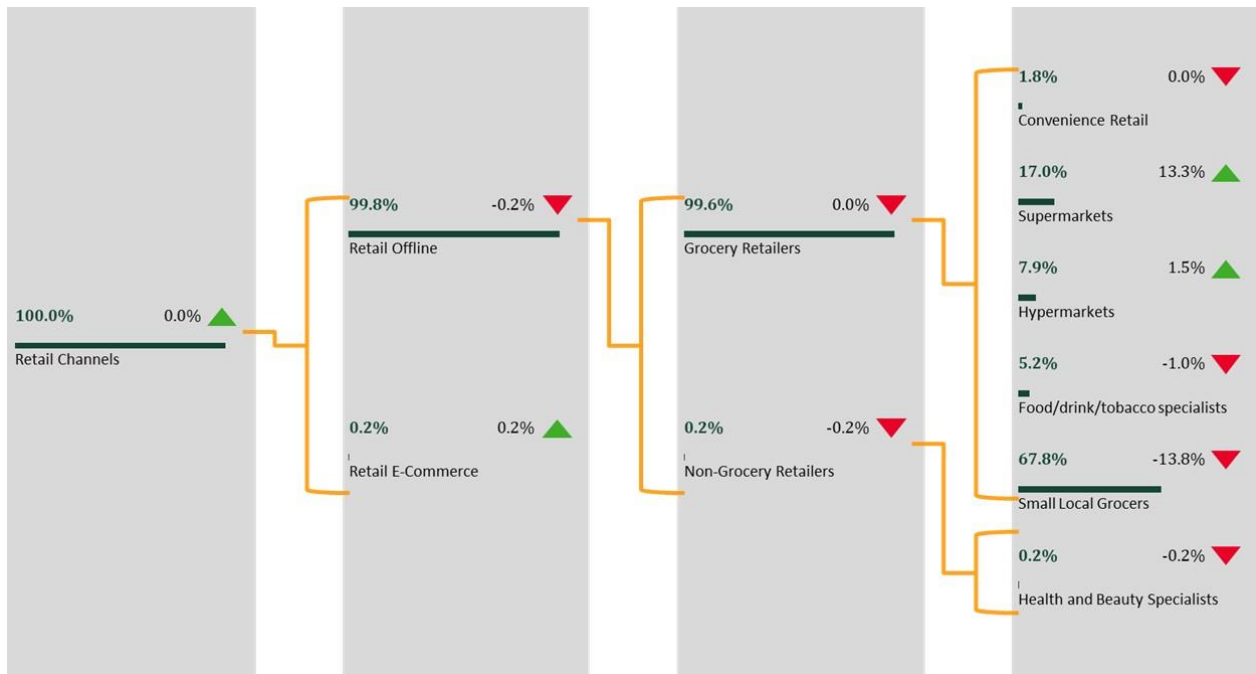 100.0% 0.0%
Retail Channels
99.8% -0.2%
Retail Offline
0.2% 0.2%
Retail E-Commerce
99.6% 0.0%
Grocery Retailers
0.2% -0.2%
Non-Grocery Retailers
1.8% 0.0%
Convenience Retail
17.0% 13.3%
Supermarkets
7.9% 1.5%
Hypermarkets
5.2% -1.0%
Food/drink/tobacco specialists
67.8% -13.8%
Small Local Grocers
0.2% -0.2%
Health and Beauty Specialists